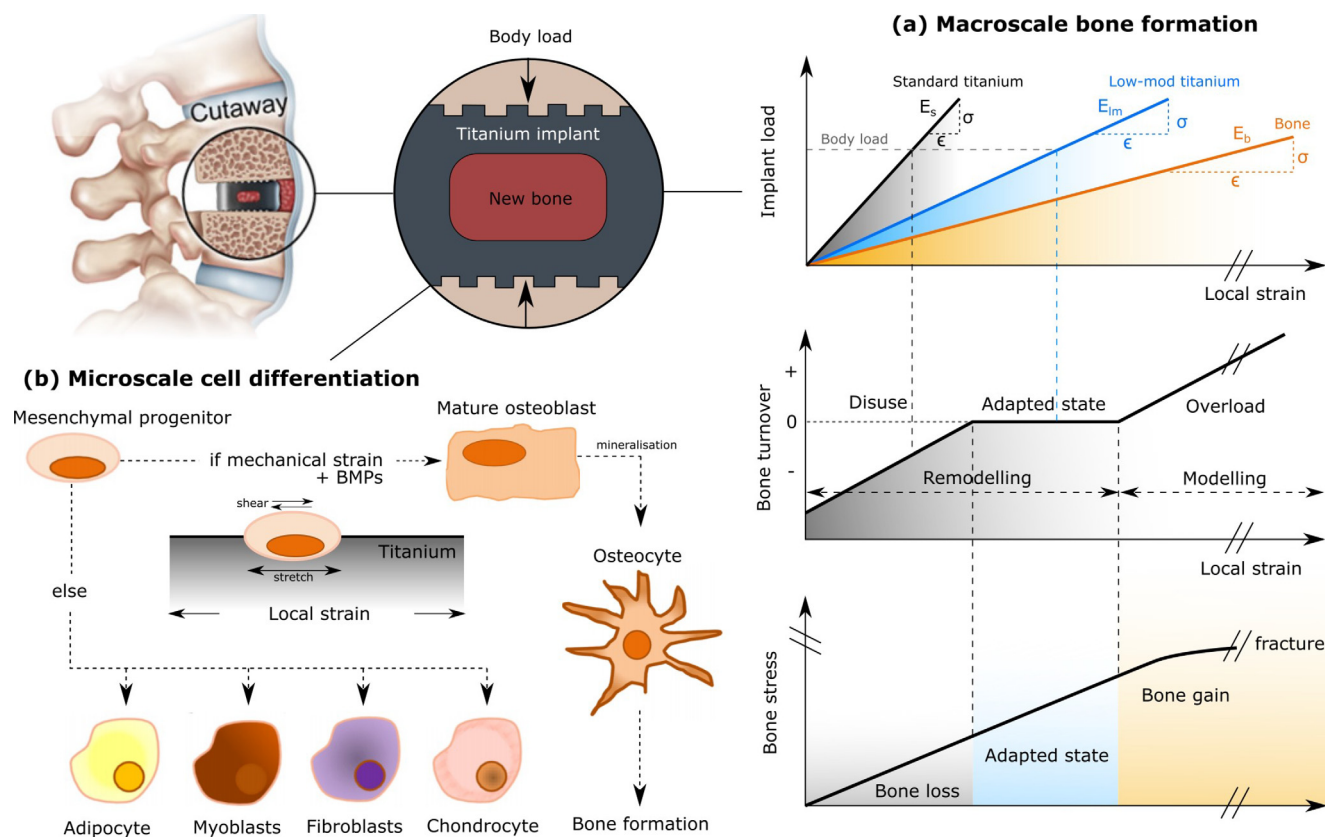 Cutaway
Body load
Titanium implant
New bone
(a) Macroscale bone formation
Implant load
Standard titanium
Low-mod titanium
Bone
Body load
Es
σ
ϵ
Elm
σ
ϵ
Eb
σ
ϵ
Local strain
Bone turnover
+
0
-
Disuse
Adapted state
Overload
Remodelling
Modelling
Local strain
Bone stress
fracture
Bone gain
Adapted state
Bone loss
Local strain
(b) Microscale cell differentiation
Mesenchymal progenitor
if mechanical strain
+ BMPs
Mature osteoblast
mineralisation
shear
Titanium
stretch
Local strain
else
Osteocyte
Adipocyte
Myoblasts
Fibroblasts
Chondrocyte
Bone formation